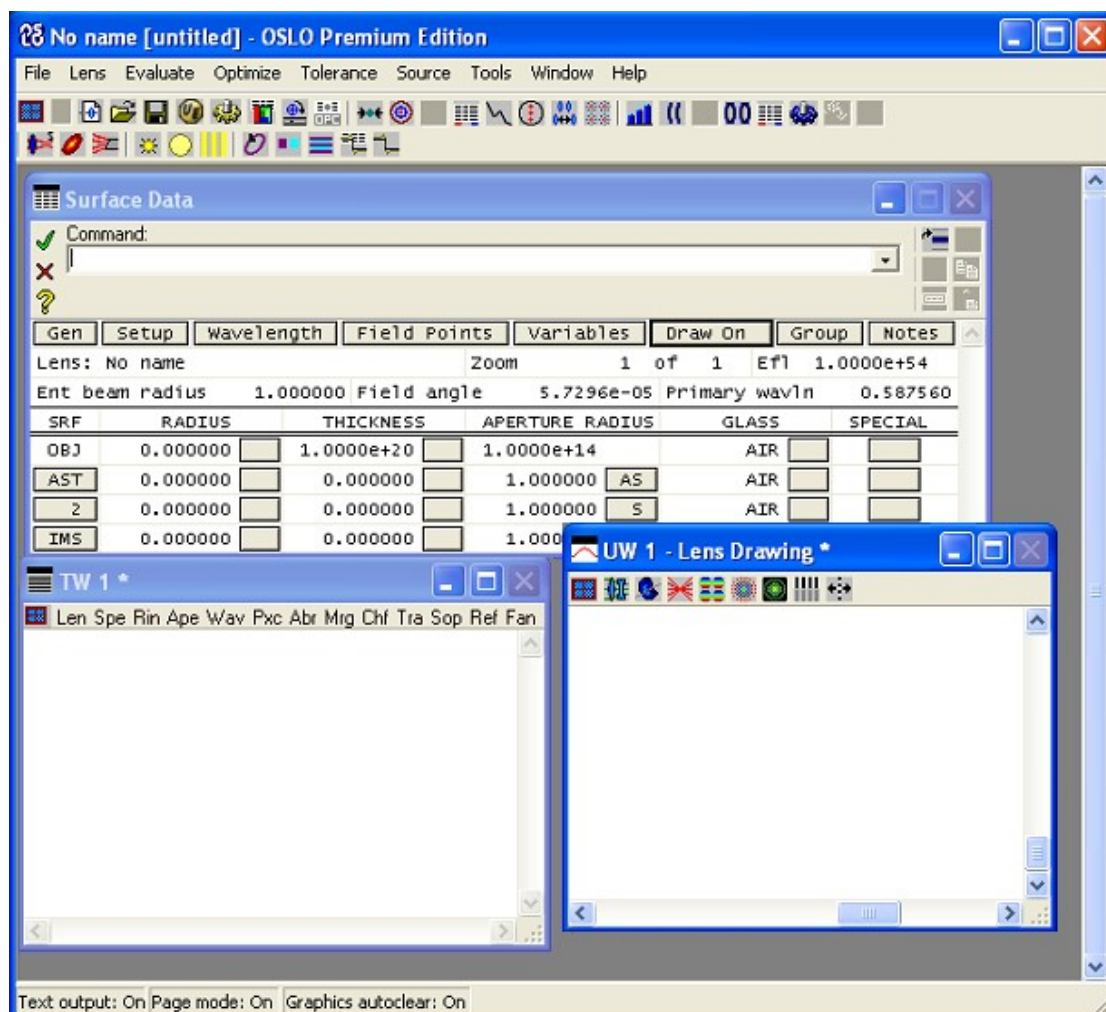 No name [untitled] - OSLO Premium Edition
File Lens Evaluate Optimize Tolerance Source Tools Window Help
Surface Data
Command:
Gen Setup Wavelength Field Points Variables Draw On Group Notes
Lens: No name Zoom 1 of 1 Efl 1.0000e+54
Ent beam radius 1.000000 Field angle 5.7296e-05 Primary wavln 0.587560
SRF RADIUS THICKNESS APERTURE RADIUS GLASS SPECIAL
OBJ 0.000000 1.0000e+20 1.0000e+14 AIR
AST 0.000000 0.000000 1.000000 AS AIR
2 0.000000 0.000000 1.000000 S AIR
IMS 0.000000 0.000000 1.000
TW 1 *
Len Spe Rin Ape Wav Pxc Abr Mrg Chf Tra Sop Ref Fan
UW 1 - Lens Drawing *
Text output: On Page mode: On Graphics autoclear: On